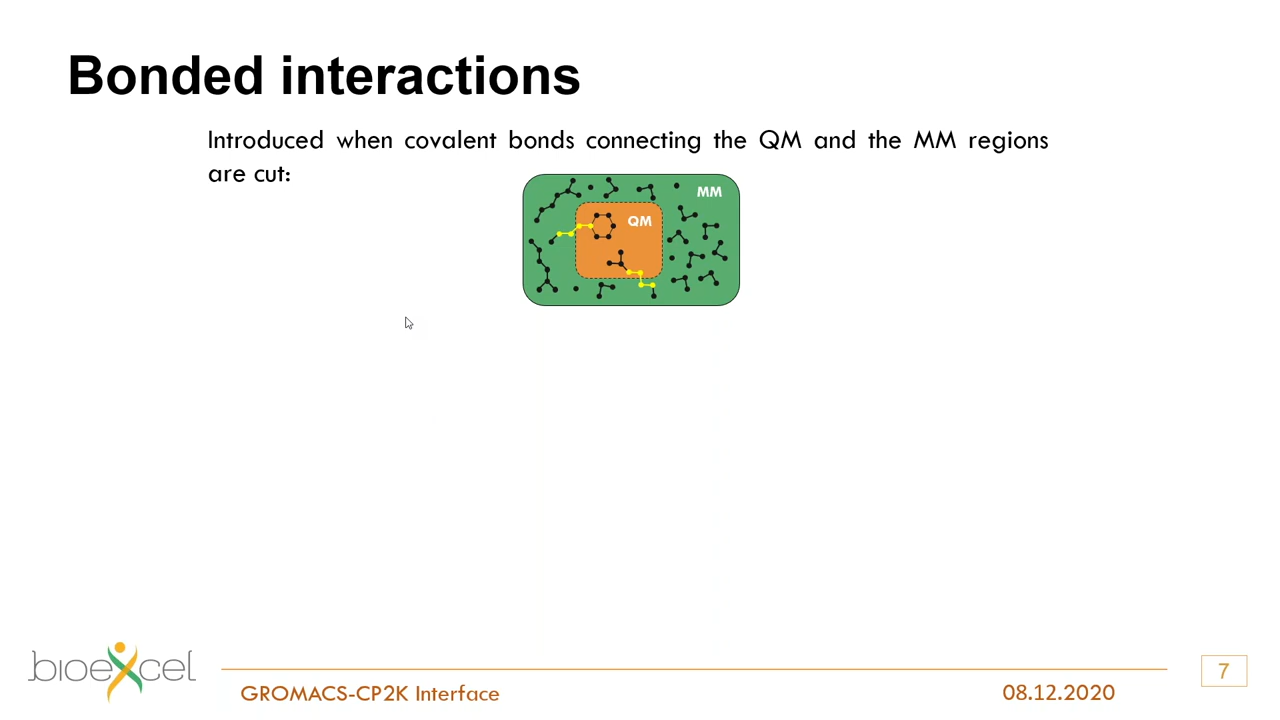 Bonded interactions
Introduced when covalent bonds connecting the QM and the MM regions
are cut:
MM
QM
bioexcel
GROMACS-CP2K Interface
08.12.2020
7